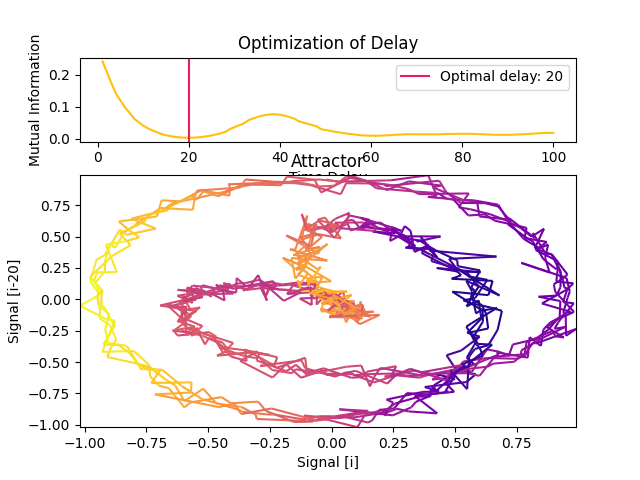 Optimization of Delay
Mutual Information
0.2
0.1
0.0
Optimal delay: 20
0 20 40 60 80 100
Time Delay
Attractor
Signal [i-20]
0.75
0.50
0.25
0.00
−0.25
−0.50
−0.75
−1.00
−1.00 −0.75 −0.50 −0.25 0.00 0.25 0.50 0.75
Signal [i]